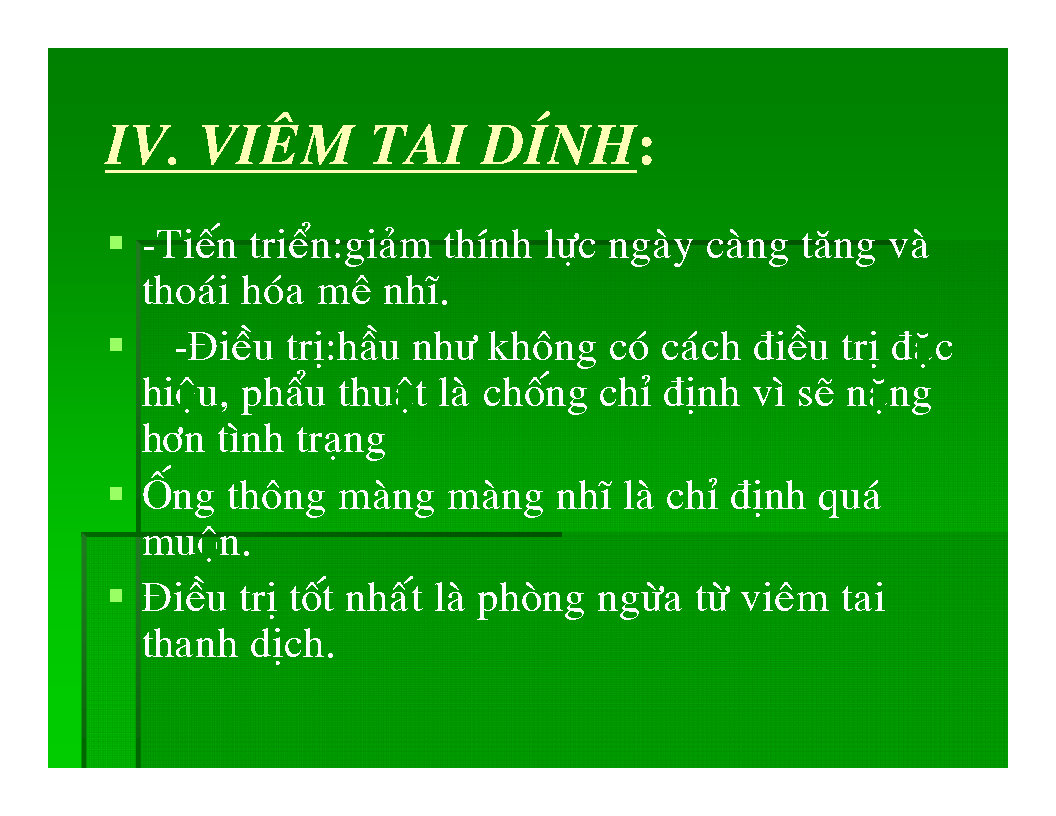 IV. VIÊM TAI DÍNH:
-Tiến triển:giảm thính lực ngày càng tăng và
thoái hóa mê nhĩ.
-Điều trị:hầu như không có cách điều trị đặc
hiệu, phẩu thuật là chống chỉ định vì sẽ nặng
hơn tình trạng
Ống thông màng màng nhĩ là chỉ định quá
muộn.
Điều trị tốt nhất là phòng ngừa từ viêm tai
thanh dịch.